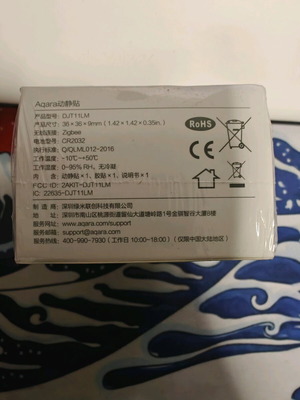 Aqara动静贴
产品型号: DJT11LM
产品尺寸: 38×36×9mm (1.42×1.42×0.35in.)
无线连接: Zigbee
电池型号: CR2032
执行标准: Q/QLML012-2016
工作温度: -10℃~+50℃
工作湿度: 0~95% RH, 无冷凝
动静贴×1、胶贴×1、说明书×1
FCC ID: 2AKIT-DJT11LM
IC: 22635-DJT11LM
RoHS
CE
制 造 商: 深圳绿米联创科技有限公司
地 址: 深圳市南山区桃源街道留仙大道塘岭路1号金骐智谷大厦8楼
服务网址: www.aqara.com
服务邮箱: support@aqara.com
服务热线: 400-990-7930 (工作日 10:00-18:00) (仅限中国大陆地区)